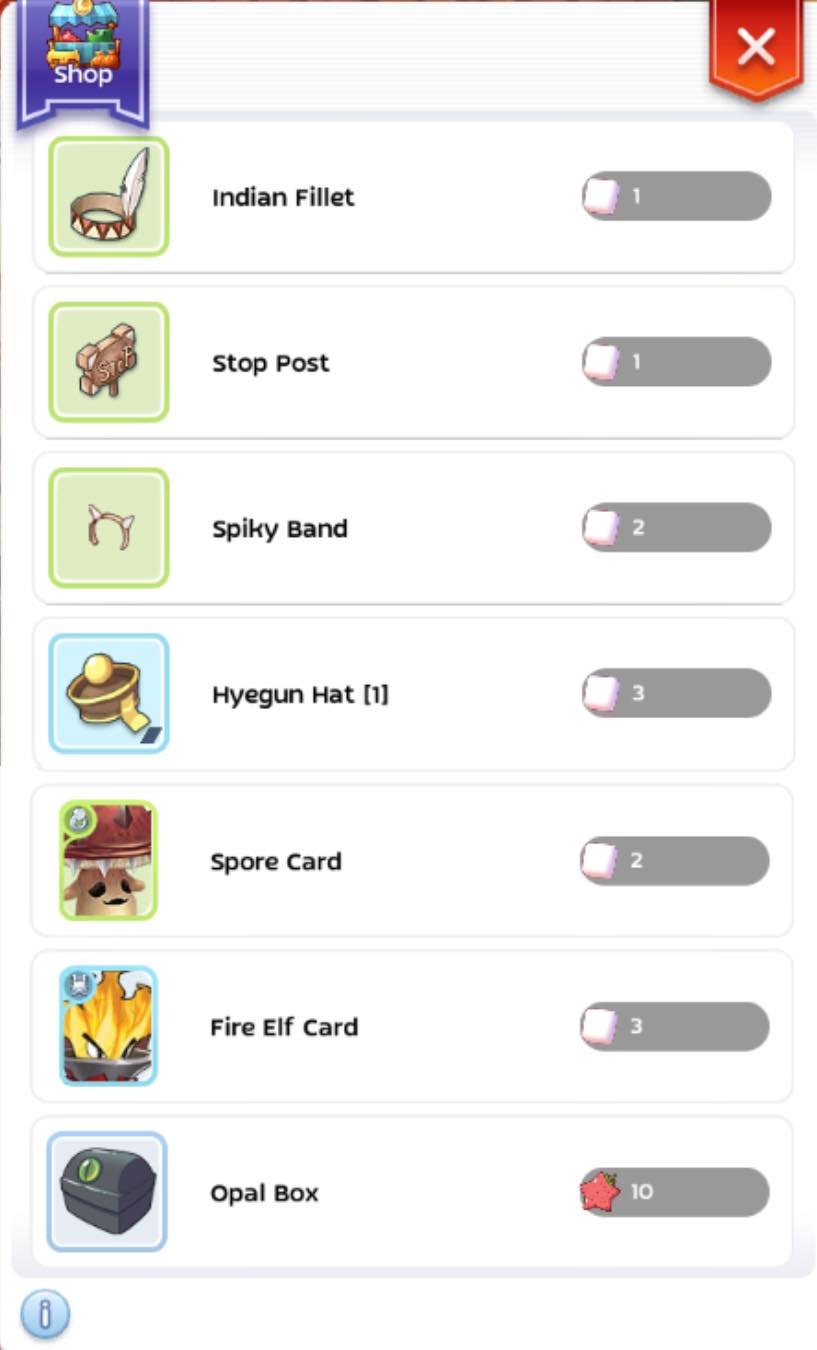 Shop
Indian Fillet 1
Stop Post 1
Spiky Band 2
Hyegun Hat [1] 3
Spore Card 2
Fire Elf Card 3
Opal Box 10